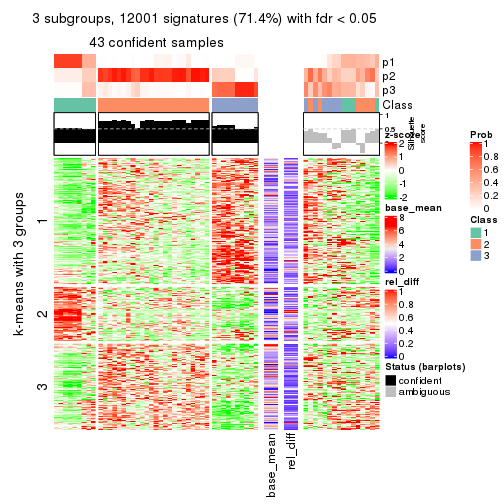 3 subgroups, 12001 signatures (71.4%) with fdr < 0.05
43 confident samples
p1
p2
p3
Class
1
0.5
0
Silhouette
score
k-means with 3 groups
1
2
3
base_mean
rel_diff
z-score
2
1
0
-1
-2
base_mean
8
6
4
2
0
rel_diff
1
0.8
0.6
0.4
0.2
0
Status (barplots)
confident
ambiguous
Prob
1
0.8
0.6
0.4
0.2
0
Class
1
2
3